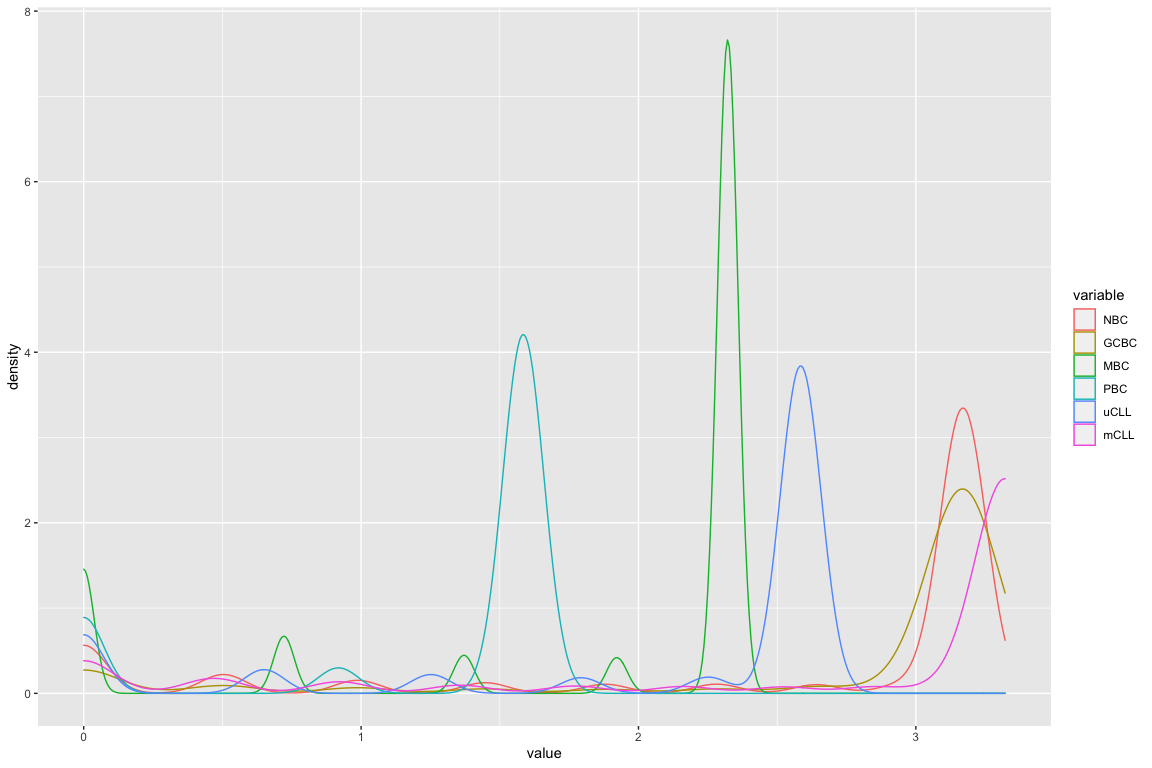 8
6
4
2
0
density
0
1
2
3
value
variable
NBC
GCBC
MBC
PBC
uCLL
mCLL